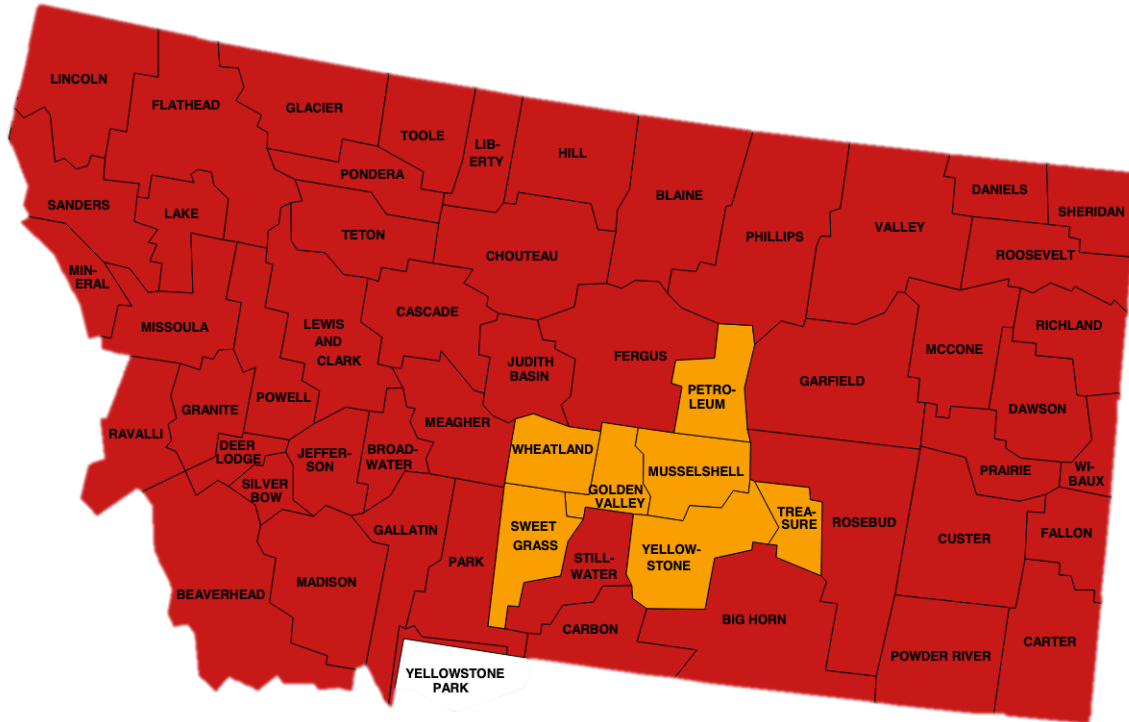 LINCOLN
FLATHEAD
GLACIER
TOOLE
LIB-
ERTY
HILL
BLAINE
PHILLIPS
VALLEY
DANIELS
SHERIDAN
ROOSEVELT
PONDERA
SANDERS
LAKE
TETON
CHOUTEAU
MIN-
ERAL
MISSOULA
LEWIS
AND
CLARK
CASCADE
JUDITH
BASIN
FERGUS
PETRO-
LEUM
GARFIELD
MCCONE
RICHLAND
DAWSON
RAVALLI
GRANITE
POWELL
DEER
LODGE
SILVER
BOW
JEFFER-
SON
BROAD-
WATER
MEAGHER
WHEATLAND
GOLDEN
VALLEY
MUSSELSHELL
TREA-
SURE
ROSEBUD
PRAIRIE
WI-
BAUX
CUSTER
FALLON
BEAVERHEAD
MADISON
GALLATIN
PARK
SWEET
GRASS
STILL-
WATER
YELLOW-
STONE
CARBON
BIG HORN
POWDER RIVER
CARTER
YELLOWSTONE
PARK